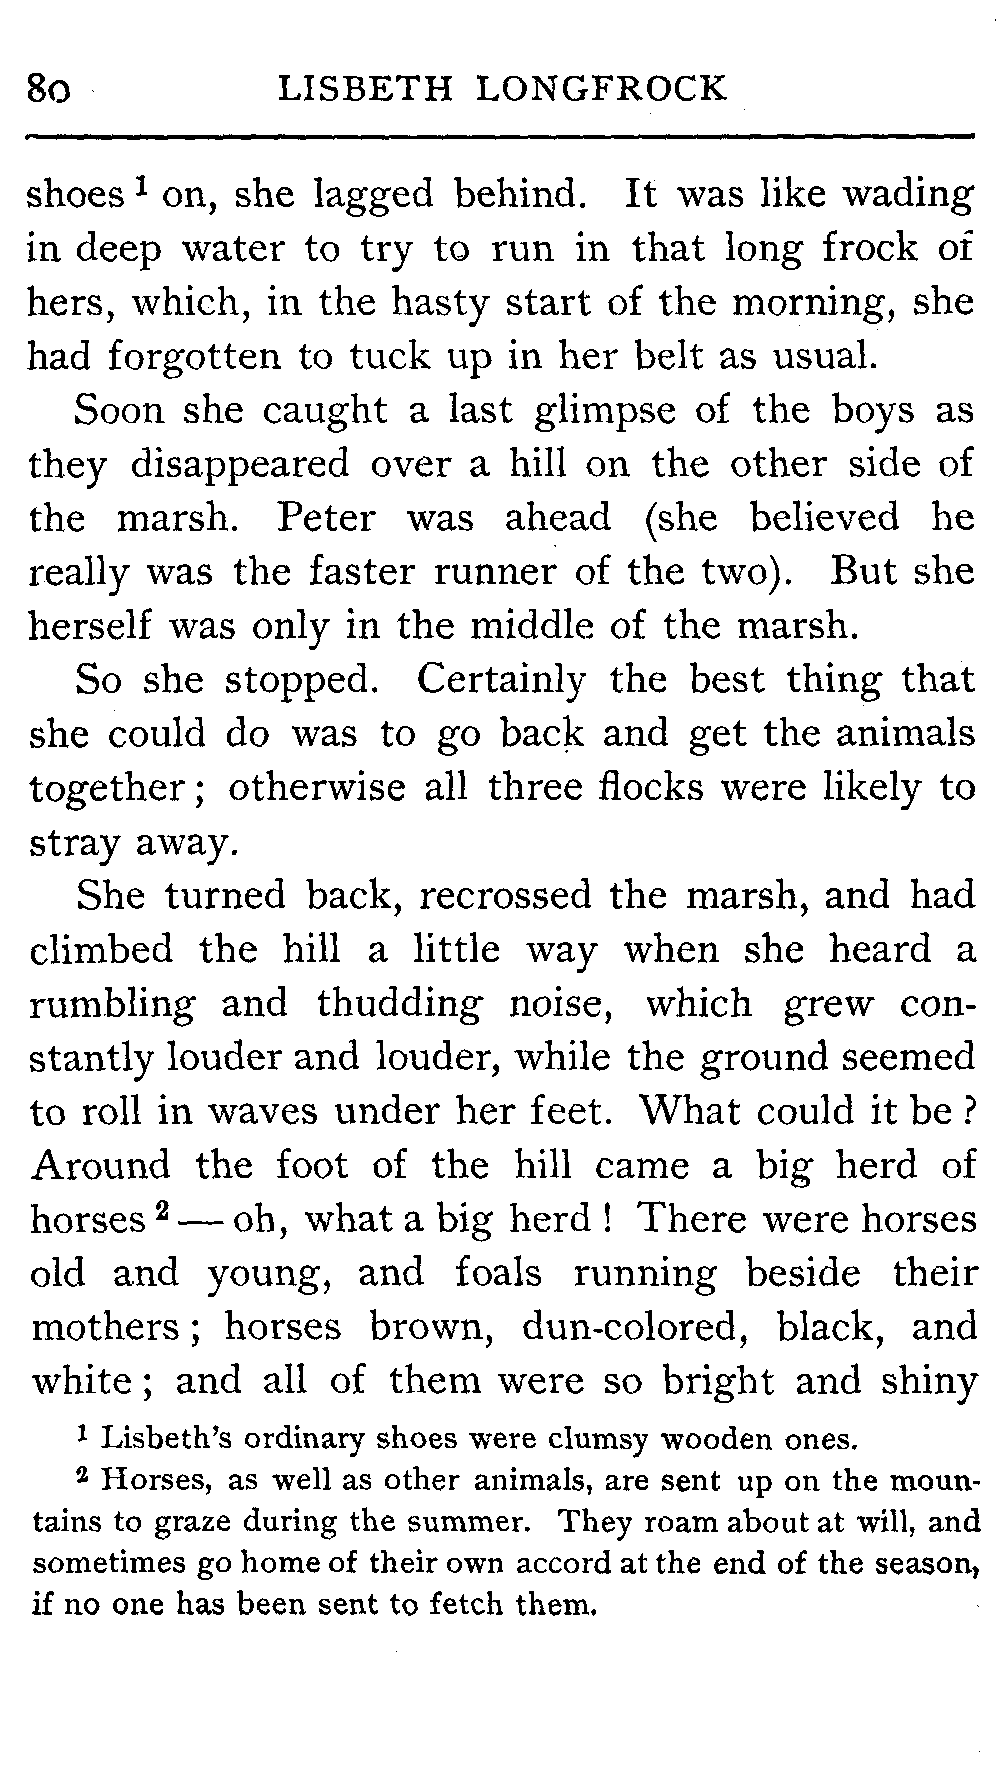 80 LISBETH LONGFROCK
shoes ¹ on, she lagged behind. It was like wading
in deep water to try to run in that long frock of
hers, which, in the hasty start of the morning, she
had forgotten to tuck up in her belt as usual.
Soon she caught a last glimpse of the boys as
they disappeared over a hill on the other side of
the marsh. Peter was ahead (she believed he
really was the faster runner of the two). But she
herself was only in the middle of the marsh.
So she stopped. Certainly the best thing that
she could do was to go back and get the animals
together ; otherwise all three flocks were likely to
stray away.
She turned back, recrossed the marsh, and had
climbed the hill a little way when she heard a
rumbling and thudding noise, which grew con-
stantly louder and louder, while the ground seemed
to roll in waves under her feet. What could it be ?
Around the foot of the hill came a big herd of
horses ² — oh, what a big herd ! There were horses
old and young, and foals running beside their
mothers ; horses brown, dun-colored, black, and
white ; and all of them were so bright and shiny
¹ Lisbeth's ordinary shoes were clumsy wooden ones.
² Horses, as well as other animals, are sent up on the moun-
tains to graze during the summer. They roam about at will, and
sometimes go home of their own accord at the end of the season,
if no one has been sent to fetch them.